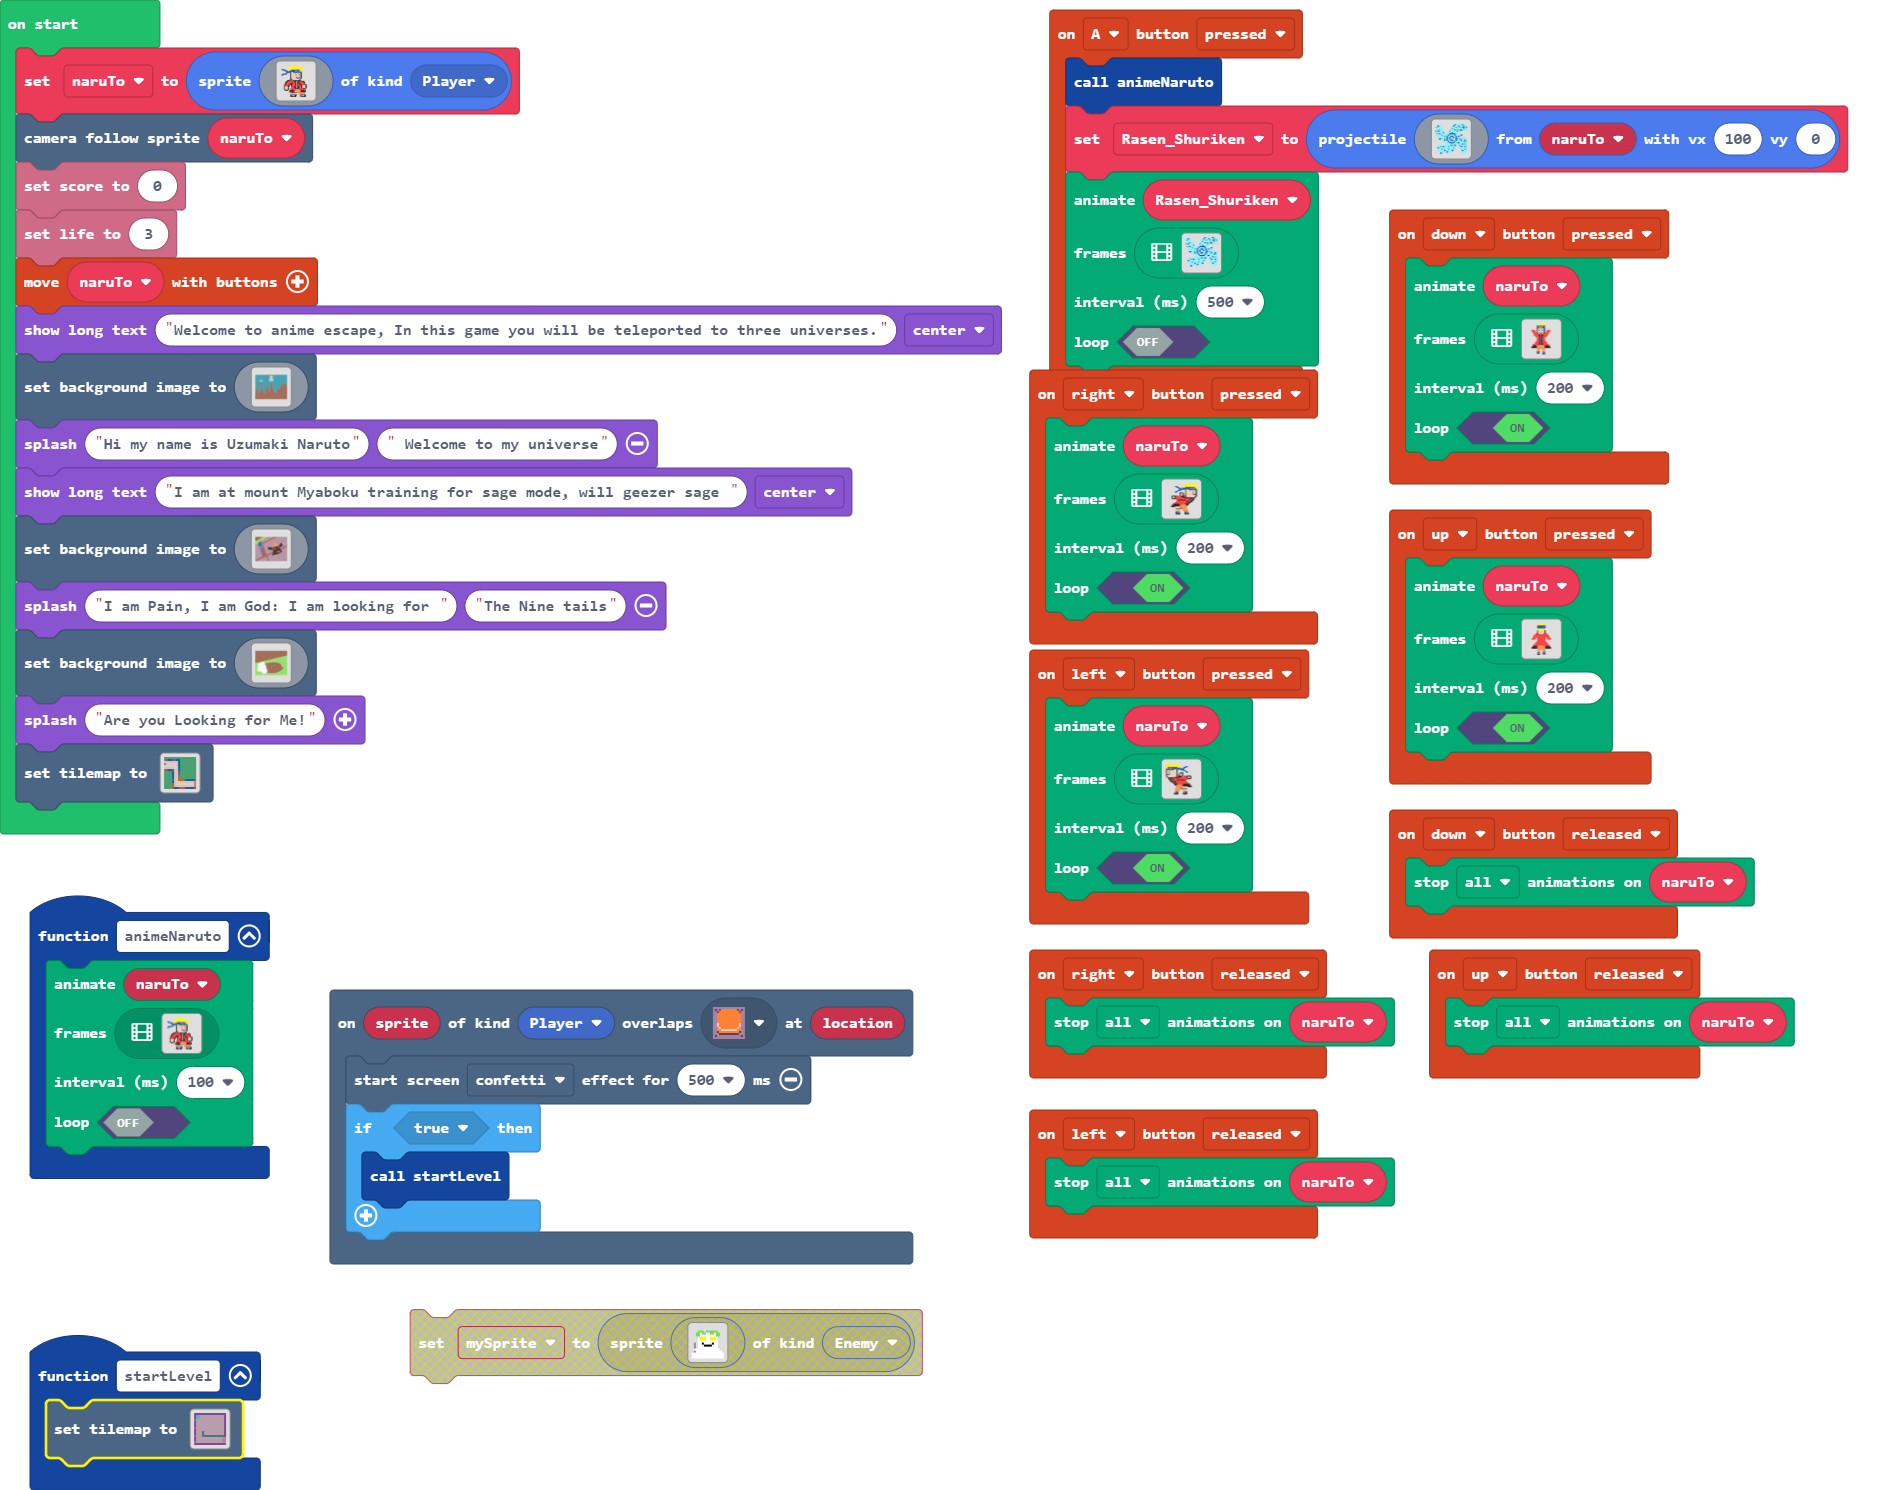 on start
set naruTo to sprite of kind Player
camera follow sprite naruTo
set score to 0
set life to 3
move naruTo with buttons
show long text "Welcome to anime escape, In this game you will be teleported to three universes." center
set background image to
splash "Hi my name is Uzumaki Naruto" " Welcome to my universe"
show long text "I am at mount Myaboku training for sage mode, will geezer sage " center
set background image to
splash "I am Pain, I am God: I am looking for " "The Nine tails"
set background image to
splash "Are you Looking for Me!"
set tilemap to
function animeNaruto
animate naruTo
frames
interval (ms) 100
loop OFF
on sprite of kind Player overlaps at location
start screen confetti effect for 500 ms
if true then
call startLevel
set mySprite to sprite of kind Enemy
function startLevel
set tilemap to
on A button pressed
call animeNaruto
set Rasen_Shuriken to projectile from naruTo with vx 100 vy 0
animate Rasen_Shuriken
frames
interval (ms) 500
loop OFF
on right button pressed
animate naruTo
frames
interval (ms) 200
loop ON
on left button pressed
animate naruTo
frames
interval (ms) 200
loop ON
on right button released
stop all animations on naruTo
on left button released
stop all animations on naruTo
on down button pressed
animate naruTo
frames
interval (ms) 200
loop ON
on up button pressed
animate naruTo
frames
interval (ms) 200
loop ON
on down button released
stop all animations on naruTo
on up button released
stop all animations on naruTo